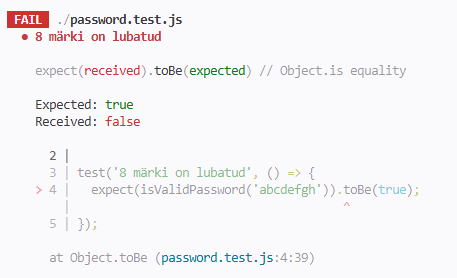 FAIL ./password.test.js
● 8 märki on lubatud
expect(received).toBe(expected) // Object.is equality
Expected: true
Received: false
2 |
3 | test('8 märki on lubatud', () => {
> 4 | expect(isValidPassword('abcdefgh')).toBe(true);
| ^
5 | });
at Object.toBe (password.test.js:4:39)